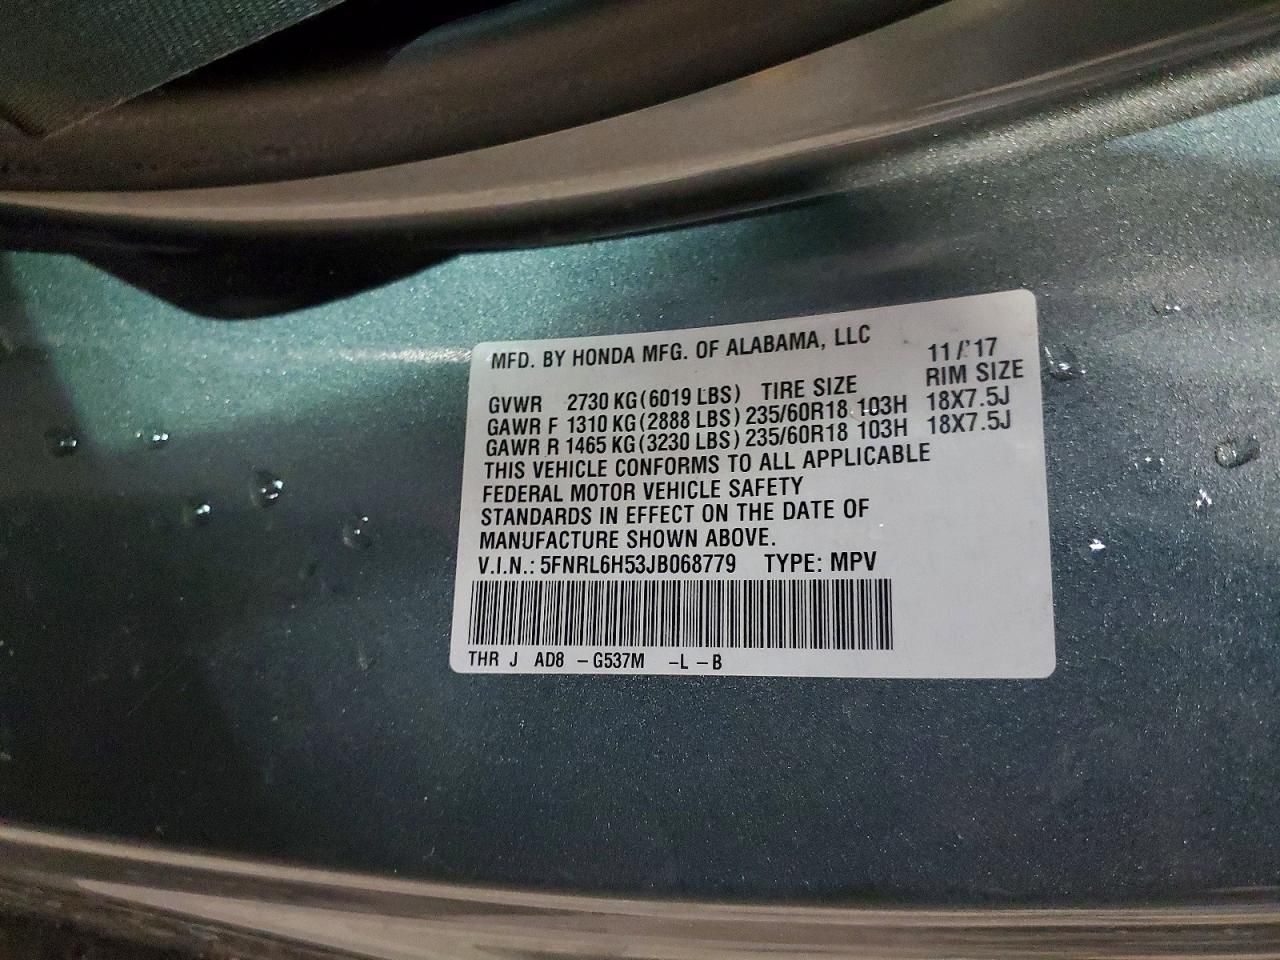 MFD. BY HONDA MFG. OF ALABAMA, LLC 11/17
GVWR 2730 KG (6019 LBS) TIRE SIZE RIM SIZE
GAWR F 1310 KG (2888 LBS) 235/60R18 103H 18X7.5J
GAWR R 1465 KG (3230 LBS) 235/60R18 103H 18X7.5J
THIS VEHICLE CONFORMS TO ALL APPLICABLE
FEDERAL MOTOR VEHICLE SAFETY
STANDARDS IN EFFECT ON THE DATE OF
MANUFACTURE SHOWN ABOVE.
V.I.N.: 5FNRL6H53JB068779 TYPE: MPV
THR J AD8 -G537M -L -B